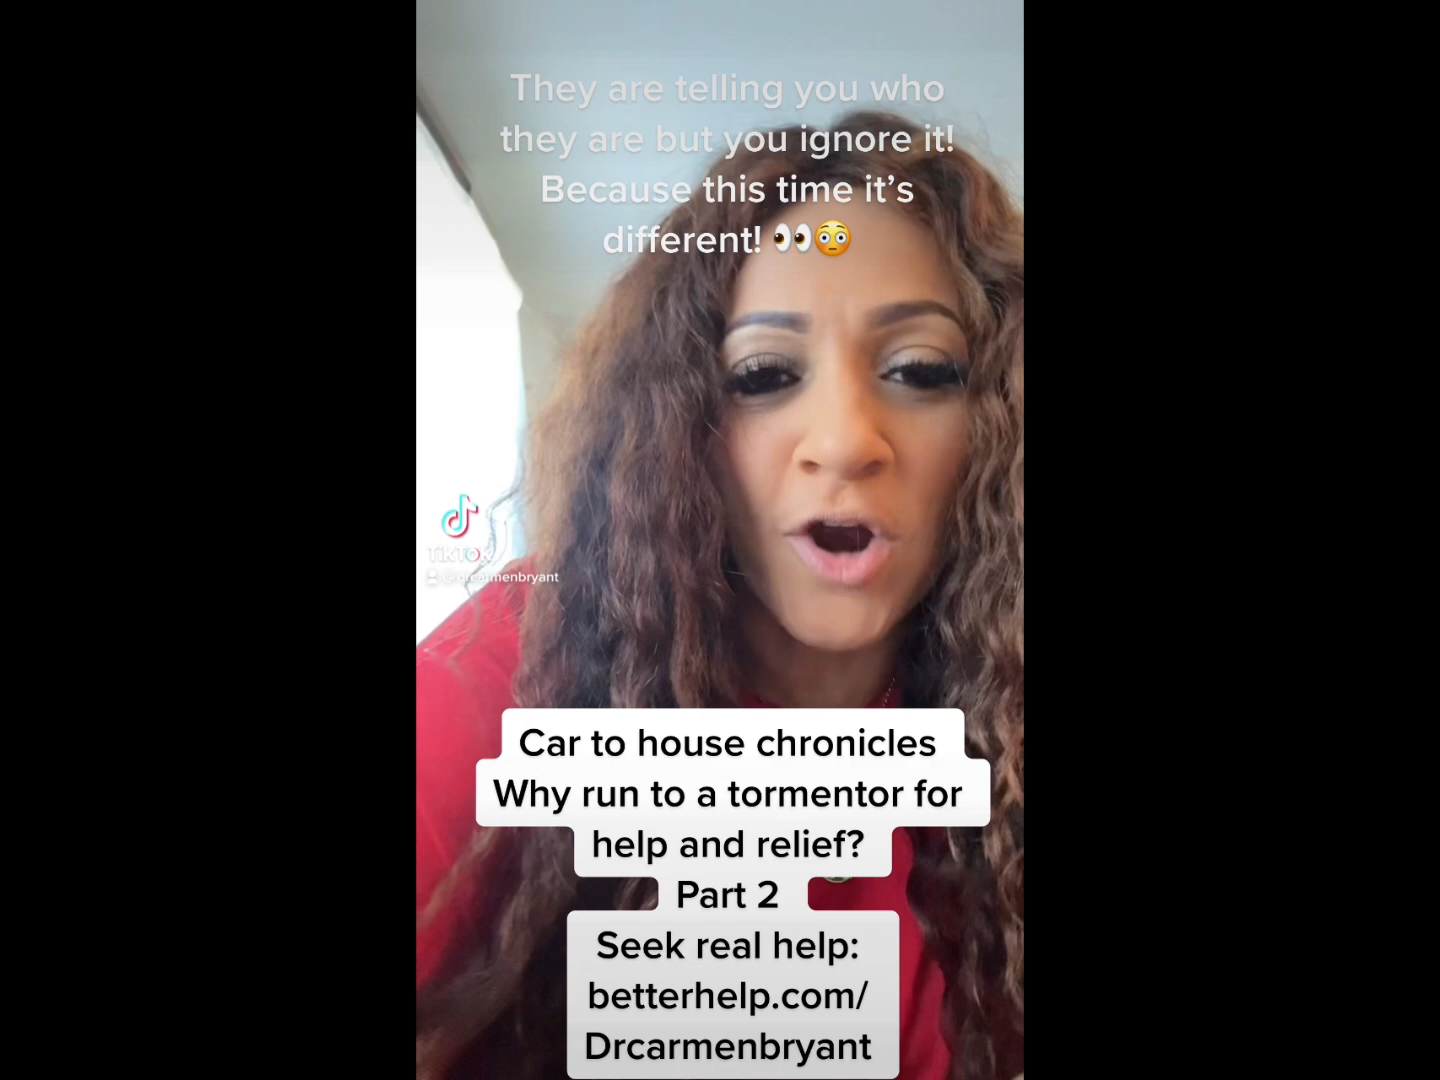 They are telling you who
they are but you ignore it!
Because this time it’s
different! 👀😳
TIKTOK
@drcarmenbryant
Car to house chronicles
Why run to a tormentor for
help and relief?
Part 2
Seek real help:
betterhelp.com/
Drcarmenbryant